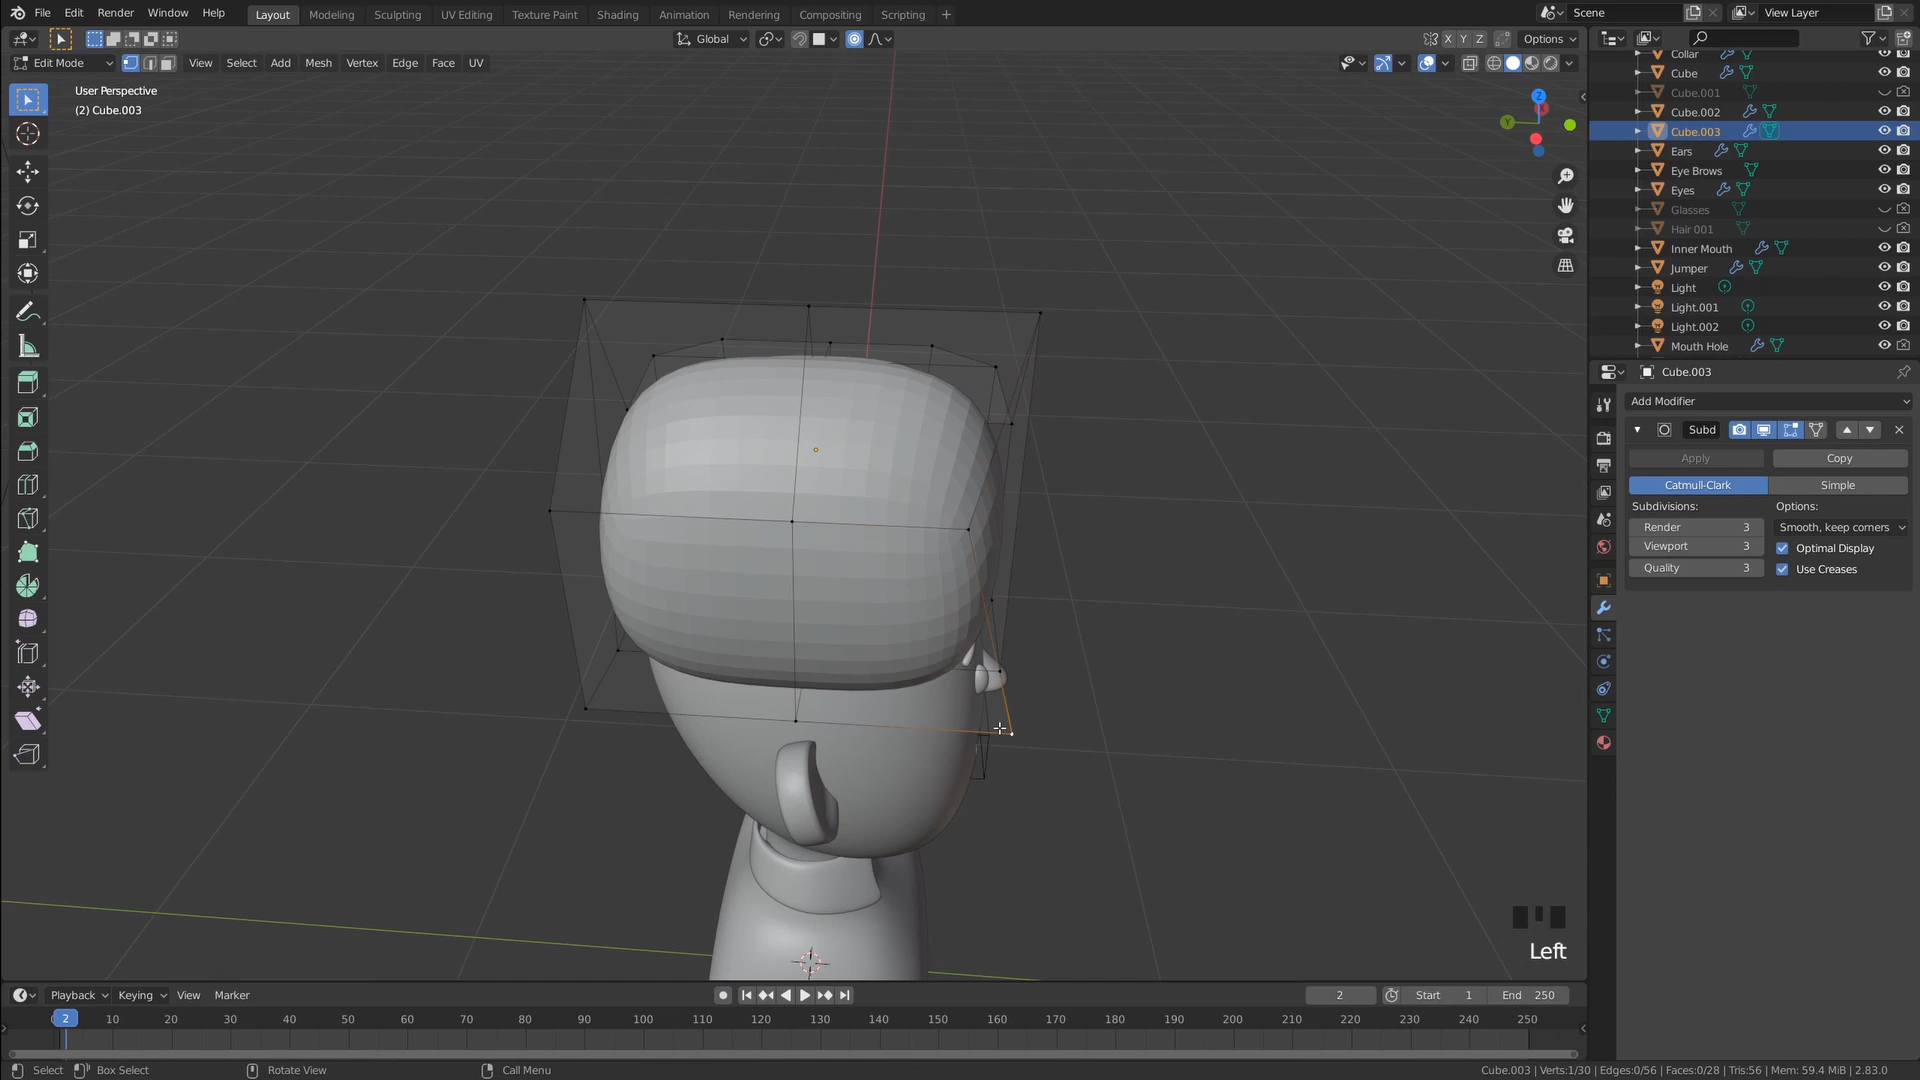 File Edit Render Window Help Layout Modeling Sculpting UV Editing Texture Paint Shading Animation Rendering Compositing Scripting + Scene View Layer
Global X Y Z Options
Edit Mode View Select Add Mesh Vertex Edge Face UV
User Perspective
(2) Cube.003
Z
Y
Collar
Cube
Cube.001
Cube.002
Cube.003
Ears
Eye Brows
Eyes
Glasses
Hair 001
Inner Mouth
Jumper
Light
Light.001
Light.002
Mouth Hole
Cube.003
Add Modifier
Subd
Apply Copy
Catmull-Clark Simple
Subdivisions: Options:
Render 3 Smooth, keep corners
Viewport 3 Optimal Display
Quality 3 Use Creases
Left
Playback Keying View Marker 2 Start 1 End 250
2 10 20 30 40 50 60 70 80 90 100 110 120 130 140 150 160 170 180 190 200 210 220 230 240 250
Select Box Select Rotate View Call Menu Cube.003 | Verts:1/30 | Edges:0/56 | Faces:0/28 | Tris:56 | Mem: 59.4 MiB | 2.83.0